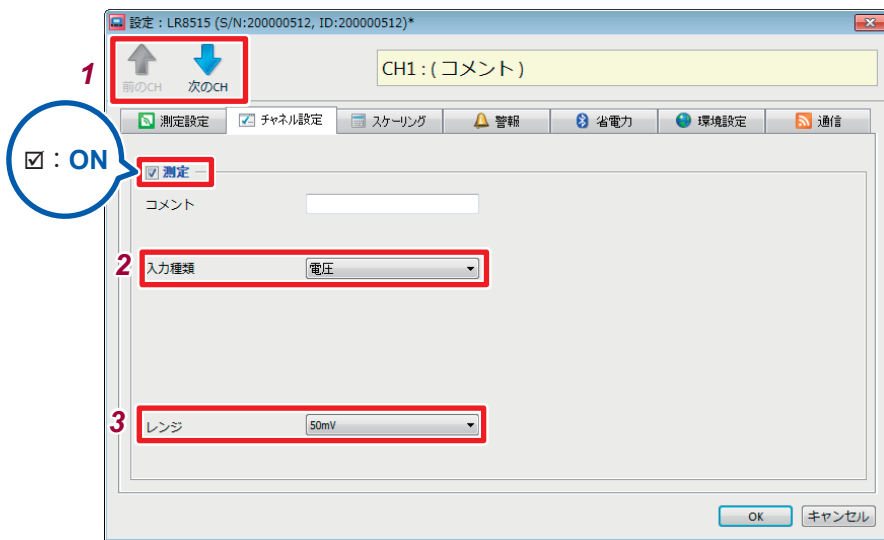 設定：LR8515 (S/N:200000512, ID:200000512)*
1
前のCH 次のCH
CH1 : ( コメント )
測定設定 チャネル設定 スケーリング 警報 省電力 環境設定 通信
☑：ON
測定
コメント
2 入力種類 電圧
3 レンジ 50mV
OK キャンセル